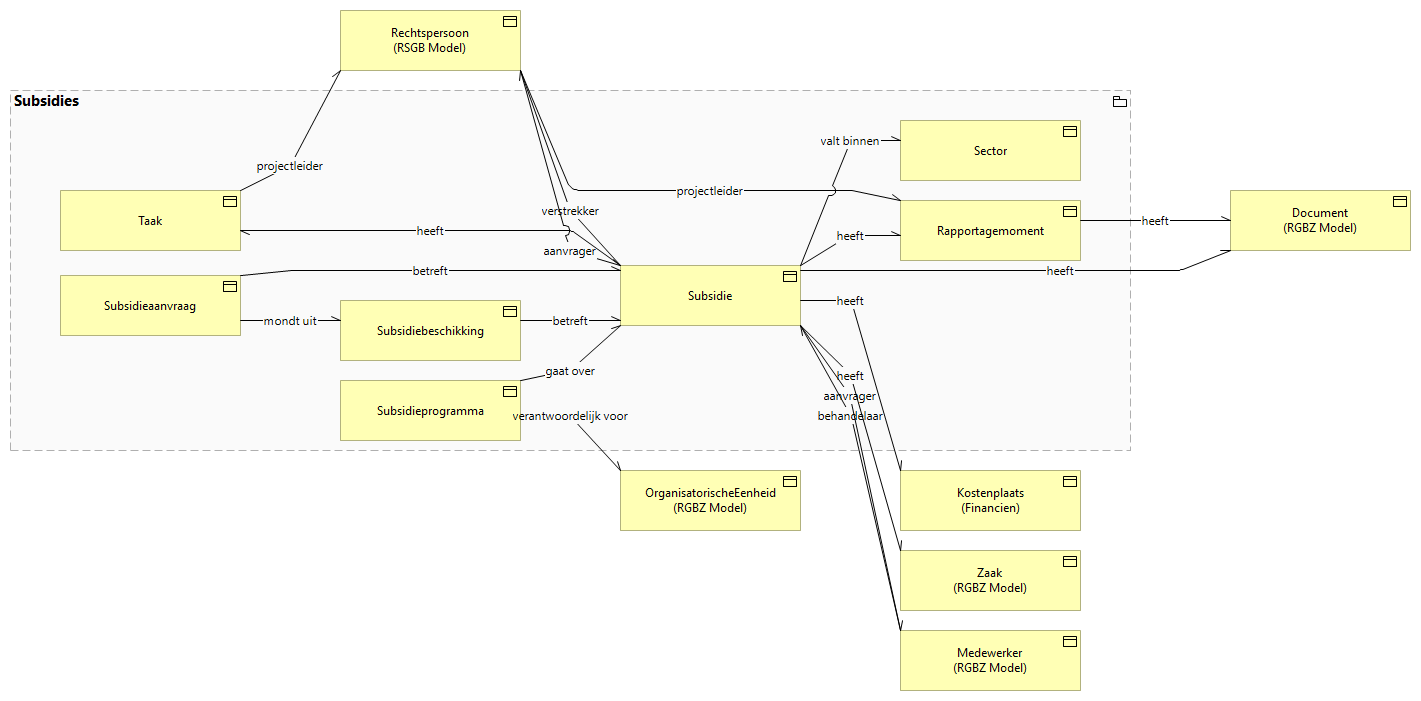 Rechtspersoon
(RSGB Model)
Subsidies
projectleider
valt binnen
Sector
Taak
projectleider
verstrekker
heeft
aanvrager
heeft
Rapportagemoment
heeft
Document
(RGBZ Model)
Subsidieaanvraag
betreft
Subsidie
heeft
heeft
mondt uit
Subsidiebeschikking
betreft
gaat over
Subsidieprogramma
verantwoordelijk voor
heeft
aanvrager
behandelaar
OrganisatorischeEenheid
(RGBZ Model)
Kostenplaats
(Financien)
Zaak
(RGBZ Model)
Medewerker
(RGBZ Model)